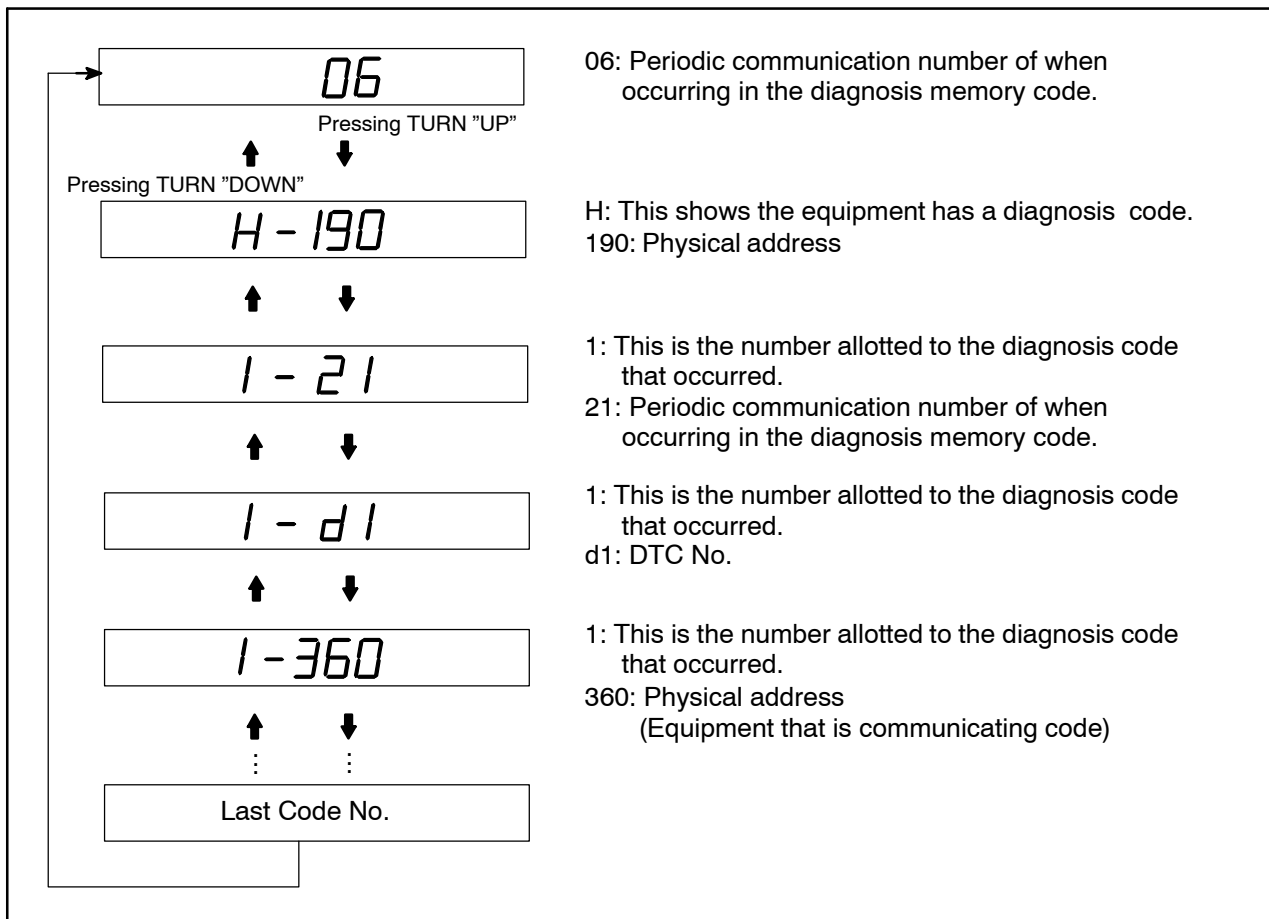 06
06: Periodic communication number of when
occurring in the diagnosis memory code.
Pressing TURN ”UP”
Pressing TURN ”DOWN”
H-190
H: This shows the equipment has a diagnosis code.
190: Physical address
1-21
1: This is the number allotted to the diagnosis code
that occurred.
21: Periodic communication number of when
occurring in the diagnosis memory code.
1-d1
1: This is the number allotted to the diagnosis code
that occurred.
d1: DTC No.
1-360
1: This is the number allotted to the diagnosis code
that occurred.
360: Physical address
(Equipment that is communicating code)
Last Code No.